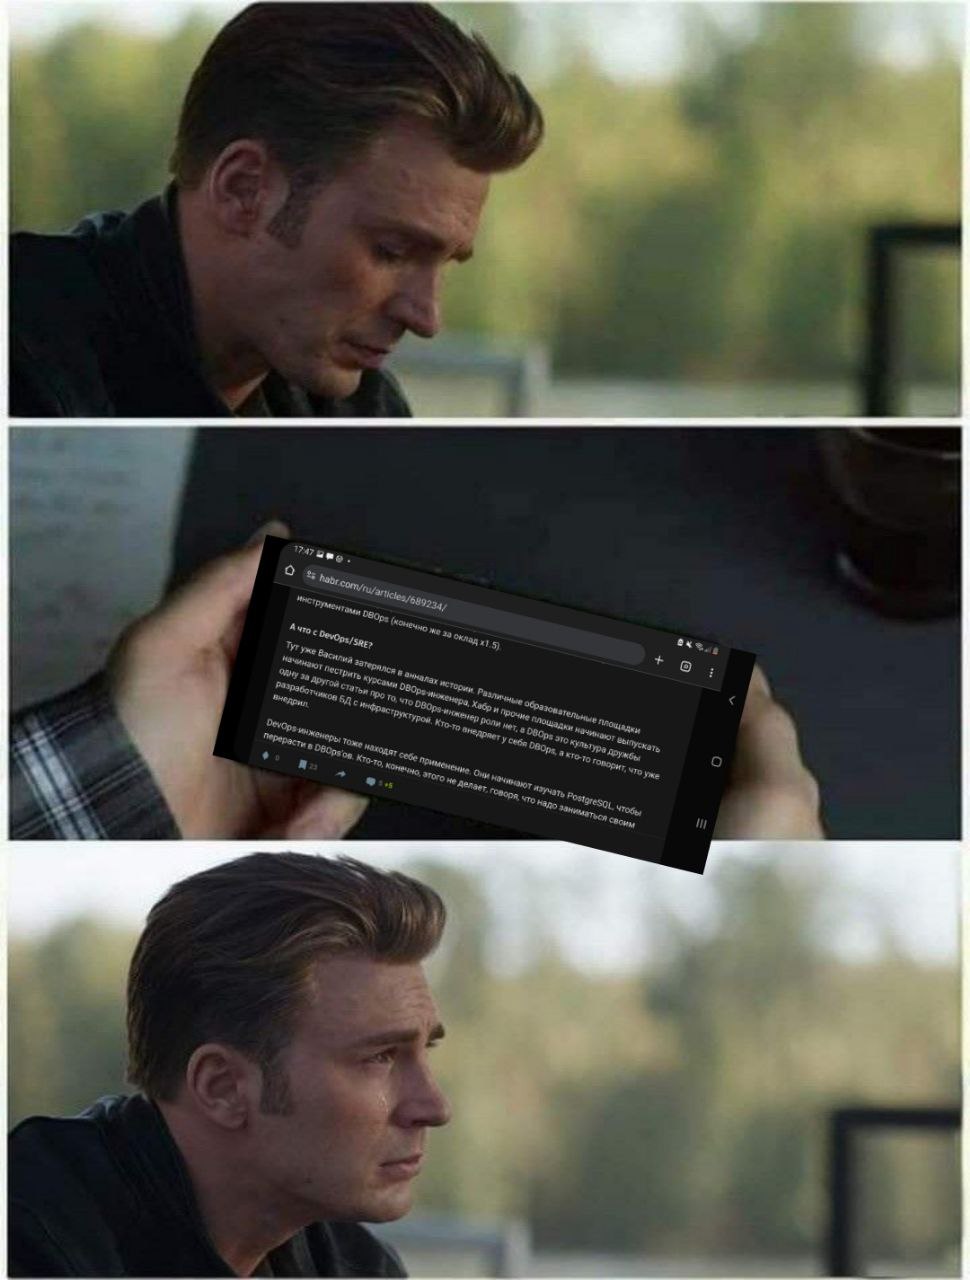 17:47
habr.com/ru/articles/689234/
инструментами DBOps (конечно же за оклад x1.5).
А что с DevOps/SRE?
Тут уже Василий затерялся в анналах истории. Различные образовательные площадки
начинают пестрить курсами DBOps-инженера, Хабр и прочие площадки начинают выпускать
одну за другой статьи про то, что DBOps-инженер роли нет, а DBOps это культура дружбы
разработчиков БД с инфраструктурой. Кто-то внедряет у себя DBOps, а кто-то говорит, что уже
внедрил.
DevOps-инженеры тоже находят себе применение. Они начинают изучать PostgreSQL, чтобы
перерасти в DBOps'ов. Кто-то, конечно, этого не делает, говоря, что надо заниматься своим
0 23 5 +5